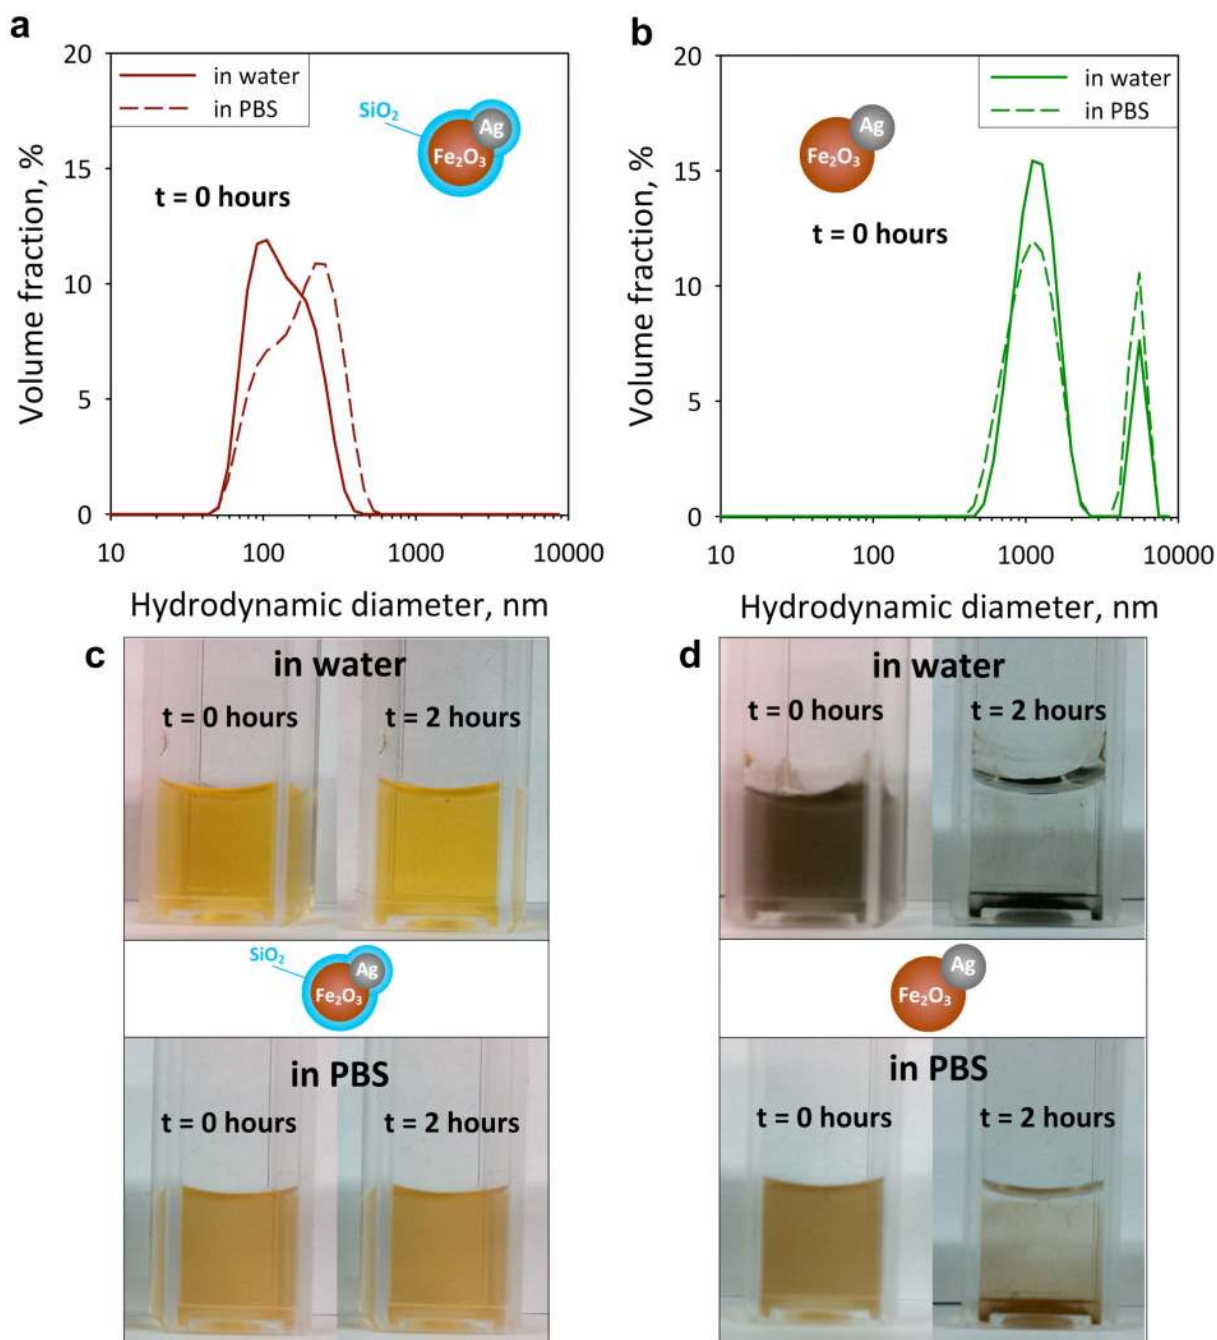 a
20
15
10
5
0
Volume fraction, %
in water
in PBS
SiO₂
Ag
Fe₂O₃
t = 0 hours
10
100
1000
10000
Hydrodynamic diameter, nm
b
20
15
10
5
0
Volume fraction, %
in water
in PBS
Ag
Fe₂O₃
t = 0 hours
10
100
1000
10000
Hydrodynamic diameter, nm
c
in water
t = 0 hours
t = 2 hours
SiO₂
Ag
Fe₂O₃
in PBS
t = 0 hours
t = 2 hours
d
in water
t = 0 hours
t = 2 hours
Ag
Fe₂O₃
in PBS
t = 0 hours
t = 2 hours